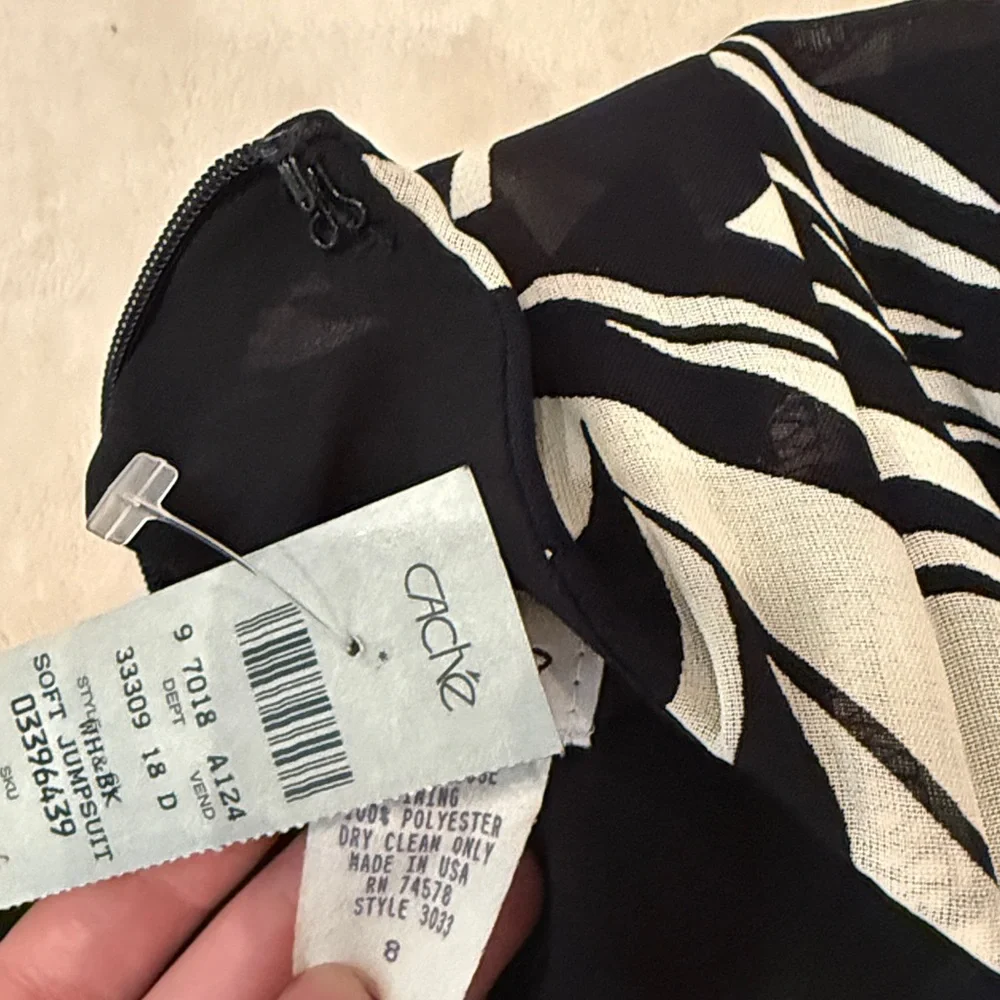 CAChé
9 7018 A124
DEPT VEND
33309 18 D
STYLE WH&BK
SOFT JUMPSUIT
03396439
SKU
LINING
100% POLYESTER
DRY CLEAN ONLY
MADE IN USA
RN 74578
STYLE 3033
8